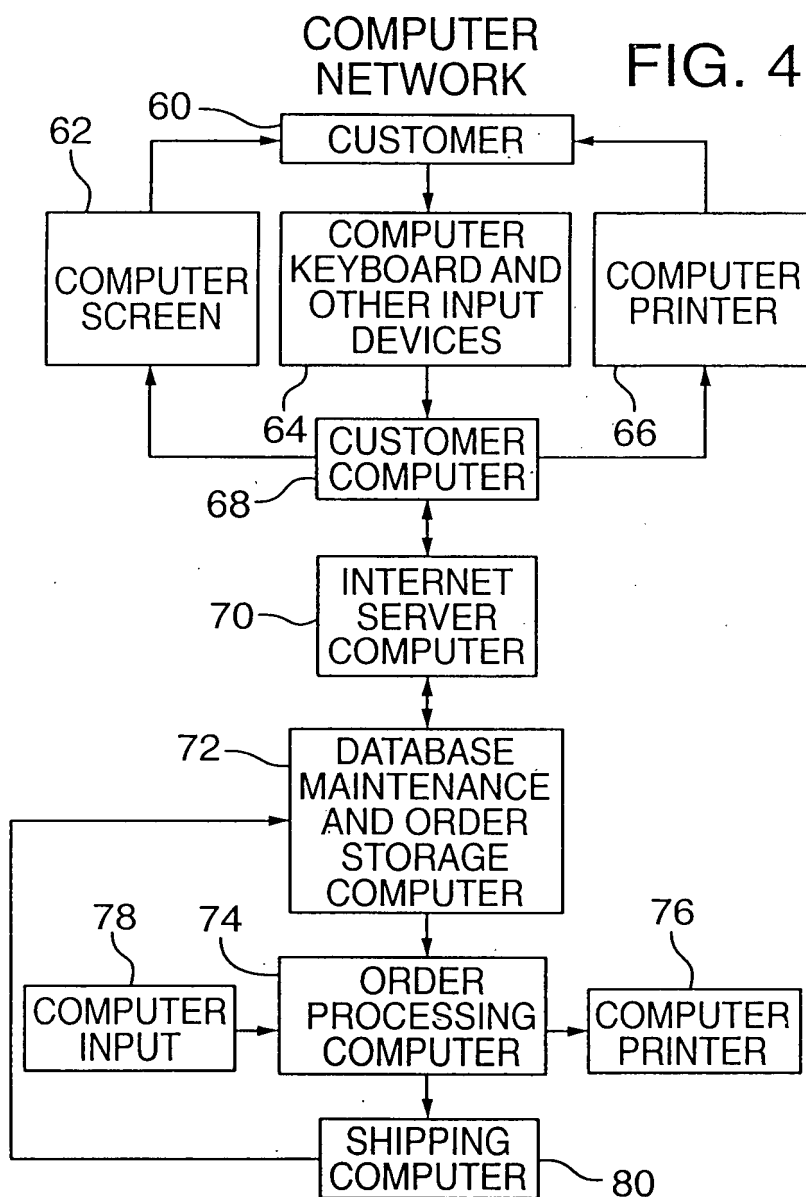 COMPUTER
NETWORK
FIG. 4
60
CUSTOMER
62
COMPUTER
SCREEN
COMPUTER
KEYBOARD AND
OTHER INPUT
DEVICES
COMPUTER
PRINTER
64
66
CUSTOMER
COMPUTER
68
70
INTERNET
SERVER
COMPUTER
72
DATABASE
MAINTENANCE
AND ORDER
STORAGE
COMPUTER
78
COMPUTER
INPUT
74
ORDER
PROCESSING
COMPUTER
76
COMPUTER
PRINTER
SHIPPING
COMPUTER
80